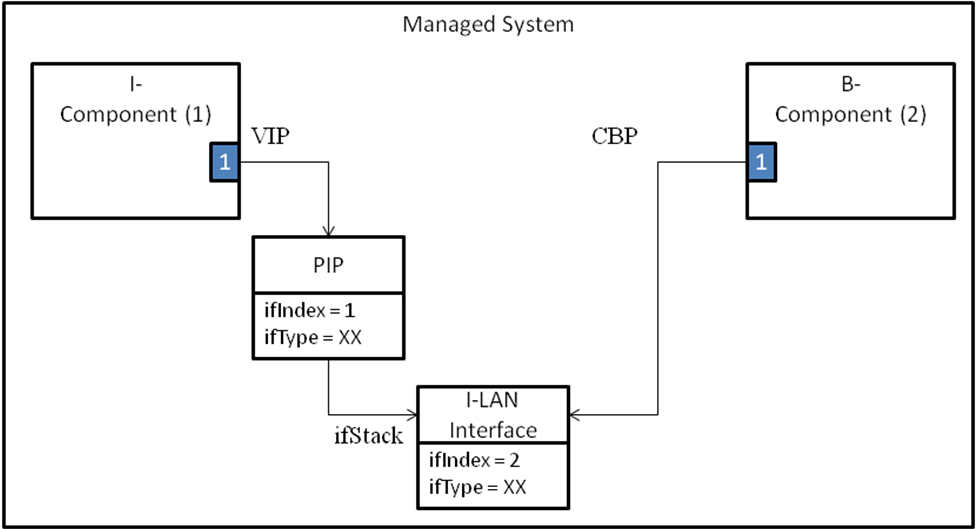 Managed System
I-
Component (1)
B-
Component (2)
VIP
CBP
1
1
PIP
ifIndex = 1
ifType = XX
I-LAN
Interface
ifStack
ifIndex = 2
ifType = XX